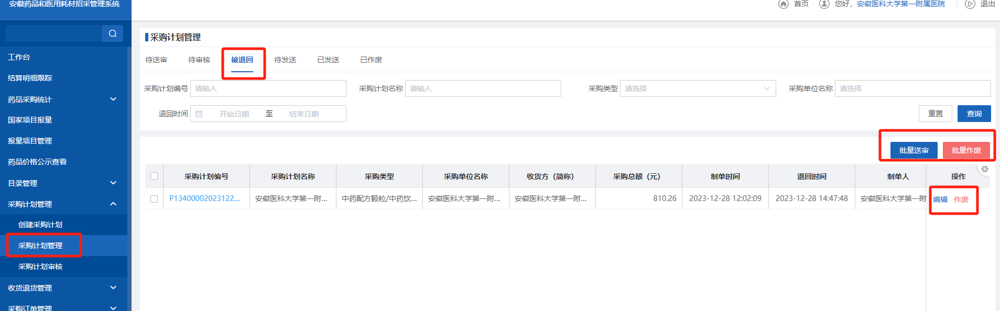 安徽药品和医用耗材招采管理系统
首页 您好，安徽医科大学第一附属医院 退出
工作台
结算明细跟踪
药品采购统计
国家项目报量
报量项目管理
药品价格公示查看
目录管理
采购计划管理
创建采购计划
采购计划管理
采购计划审核
收货退货管理
采购订单管理
采购计划管理
待送审 待审核 被退回 待发送 已发送 已作废
采购计划编号 请输入 采购计划名称 请输入 采购类型 请选择 采购单位名称 请选择
退回时间 开始日期 至 结束日期 重置 查询
批量送审 批量作废
采购计划编号 采购计划名称 采购类型 采购单位名称 收货方（简称） 采购总额（元） 制单时间 退回时间 制单人 操作
P13400002023122... 安徽医科大学第一附... 中药配方颗粒/中药饮... 安徽医科大学第一附... 安徽医科大学第一附... 810.26 2023-12-28 12:02:09 2023-12-28 14:47:48 安徽医科大学第一附 编辑 作废